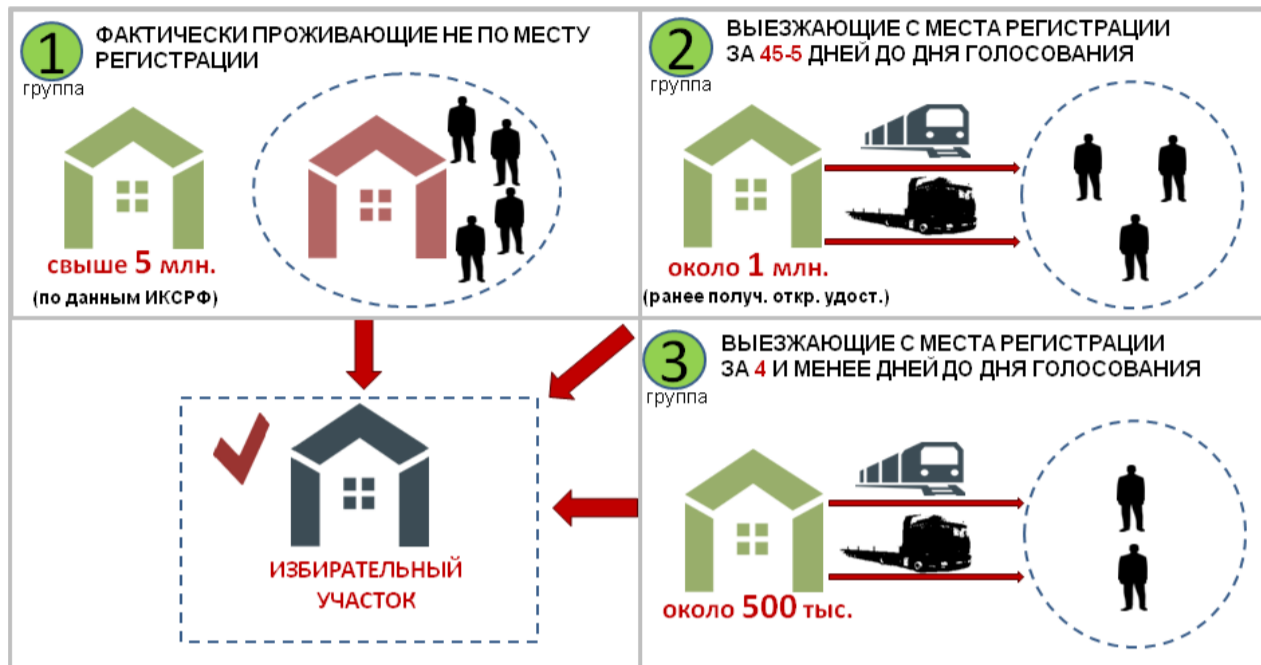 1
группа
ФАКТИЧЕСКИ ПРОЖИВАЮЩИЕ НЕ ПО МЕСТУ
РЕГИСТРАЦИИ
свыше 5 млн.
(по данным ИКСРФ)
2
группа
ВЫЕЗЖАЮЩИЕ С МЕСТА РЕГИСТРАЦИИ
ЗА 45-5 ДНЕЙ ДО ДНЯ ГОЛОСОВАНИЯ
около 1 млн.
(ранее получ. откр. удост.)
3
группа
ВЫЕЗЖАЮЩИЕ С МЕСТА РЕГИСТРАЦИИ
ЗА 4 И МЕНЕЕ ДНЕЙ ДО ДНЯ ГОЛОСОВАНИЯ
около 500 тыс.
ИЗБИРАТЕЛЬНЫЙ
УЧАСТОК